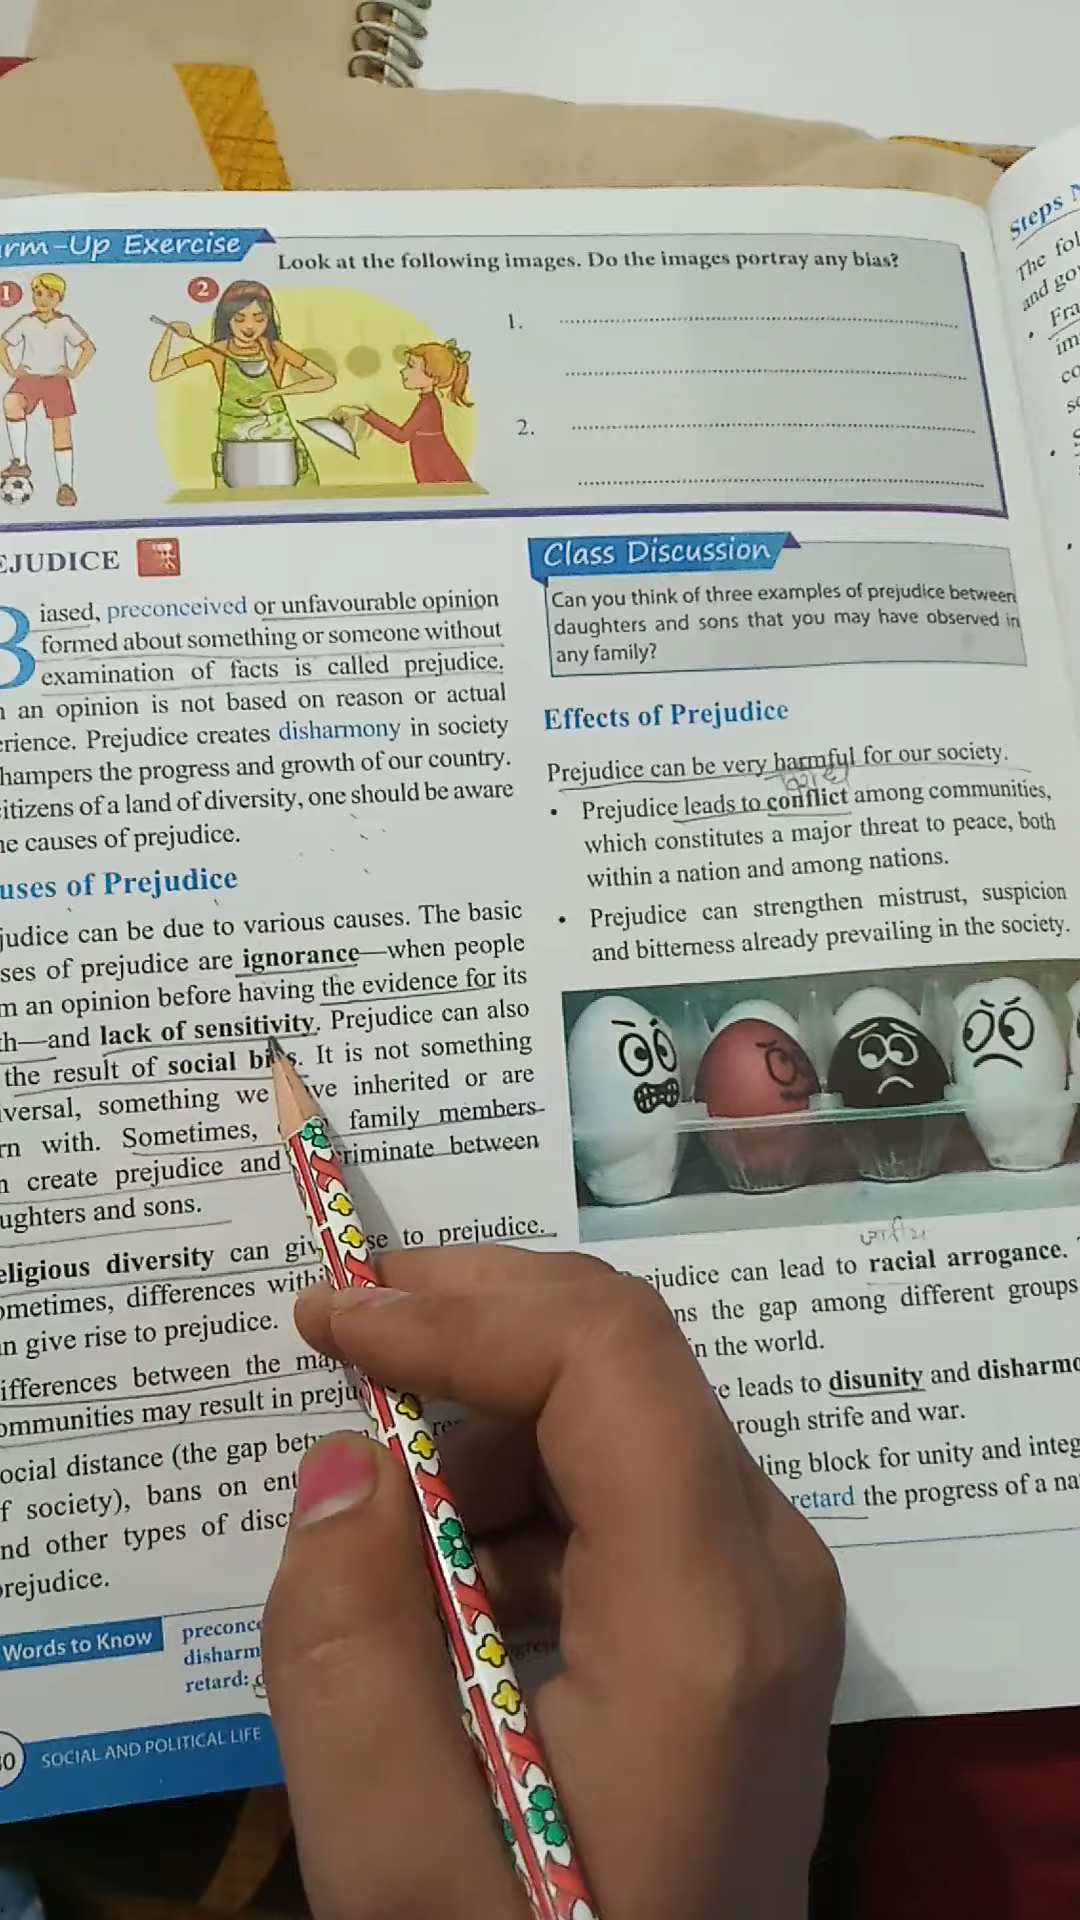 rm-Up Exercise
Look at the following images. Do the images portray any bias?
1
2
1.
2.
EJUDICE
Biased, preconceived or unfavourable opinion
formed about something or someone without
examination of facts is called prejudice.
an opinion is not based on reason or actual
erience. Prejudice creates disharmony in society
hampers the progress and growth of our country.
itizens of a land of diversity, one should be aware
he causes of prejudice.
uses of Prejudice
judice can be due to various causes. The basic
ses of prejudice are ignorance—when people
m an opinion before having the evidence for its
th—and lack of sensitivity. Prejudice can also
the result of social bias. It is not something
iversal, something we have inherited or are
rn with. Sometimes, family members
n create prejudice and discriminate between
ughters and sons.
eligious diversity can give rise to prejudice.
ometimes, differences withi
n give rise to prejudice.
ifferences between the maj
ommunities may result in preju
ocial distance (the gap betw
f society), bans on ent
nd other types of disc
prejudice.
Words to Know
preconce
disharm
retard:
SOCIAL AND POLITICAL LIFE
Class Discussion
Can you think of three examples of prejudice between
daughters and sons that you may have observed in
any family?
Effects of Prejudice
Prejudice can be very harmful for our society.
• Prejudice leads to conflict among communities,
which constitutes a major threat to peace, both
within a nation and among nations.
• Prejudice can strengthen mistrust, suspicion
and bitterness already prevailing in the society.
ejudice can lead to racial arrogance.
ns the gap among different groups
in the world.
e leads to disunity and disharmo
rough strife and war.
ling block for unity and integ
retard the progress of a na
Steps
The fol
and go
• Fra
im
co